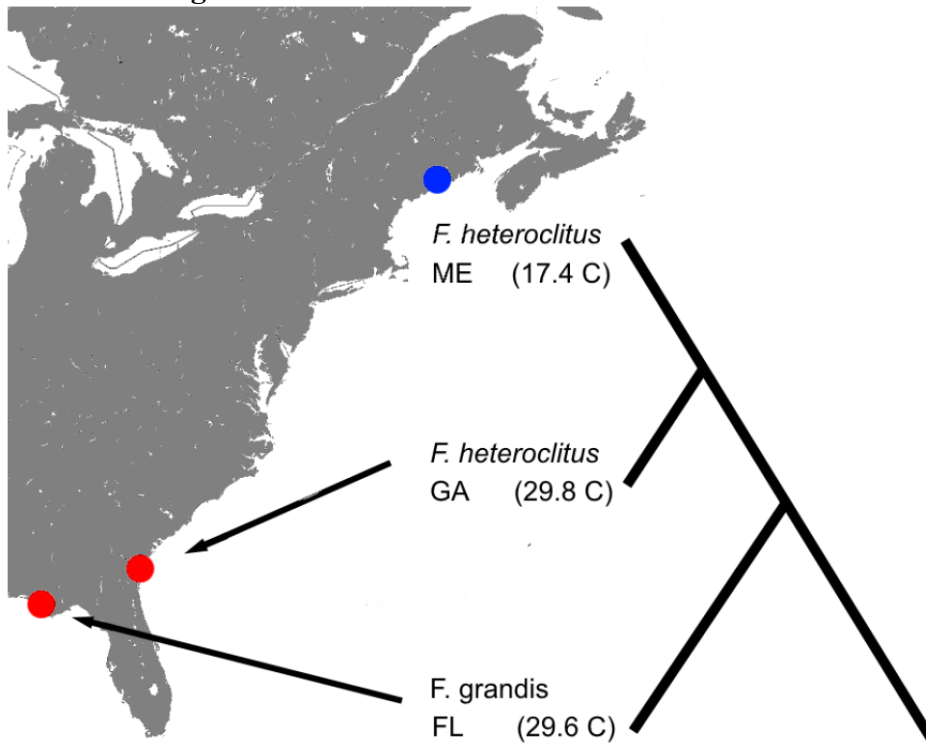 F. heteroclitus
ME (17.4 C)
F. heteroclitus
GA (29.8 C)
F. grandis
FL (29.6 C)